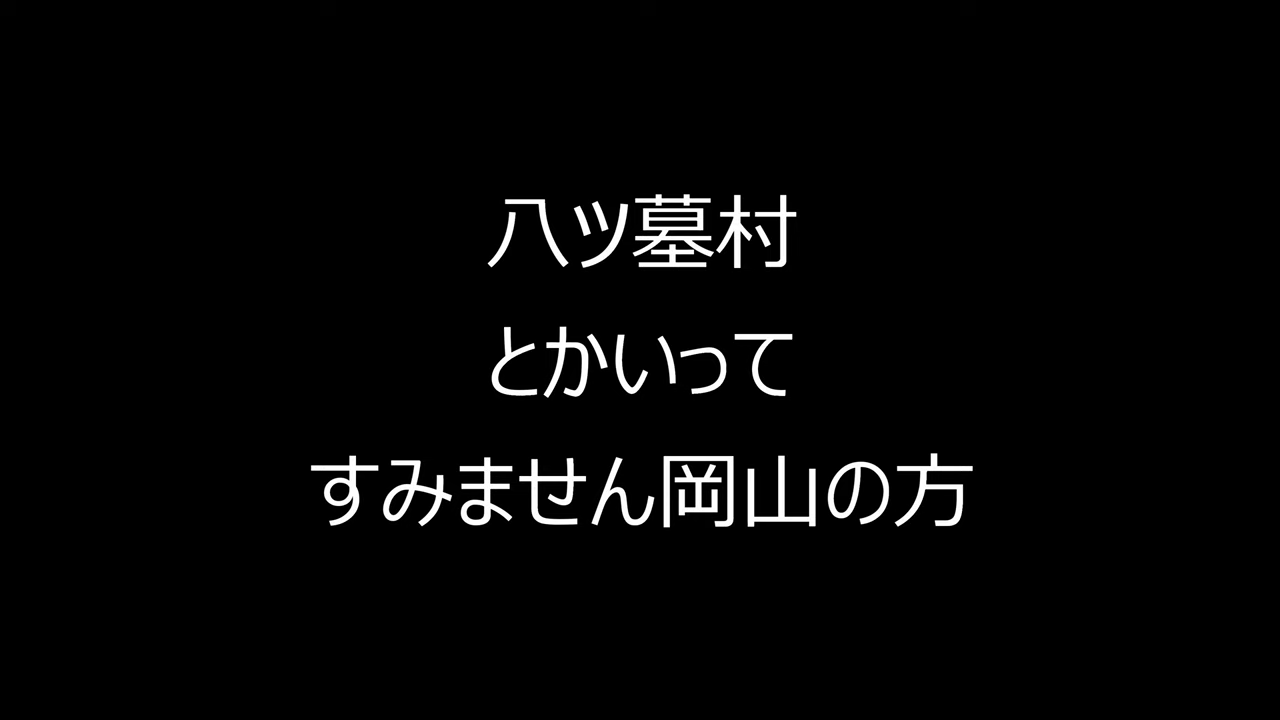 八ツ墓村
とかいって
すみません岡山の方